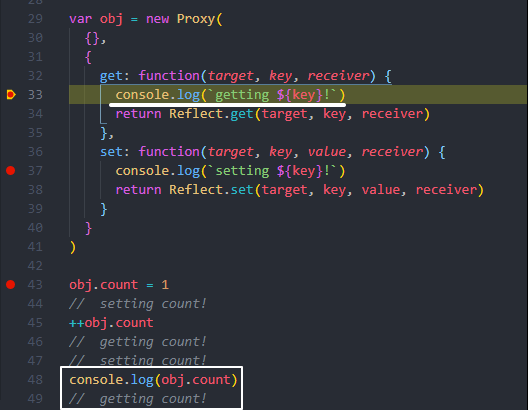 28
29 var obj = new Proxy(
30 {},
31 {
32 get: function(target, key, receiver) {
33 console.log(`getting ${key}!`)
34 return Reflect.get(target, key, receiver)
35 },
36 set: function(target, key, value, receiver) {
37 console.log(`setting ${key}!`)
38 return Reflect.set(target, key, value, receiver)
39 }
40 }
41 )
42
43 obj.count = 1
44 //  setting count!
45 ++obj.count
46 //  getting count!
47 //  setting count!
48 console.log(obj.count)
49 //  getting count!